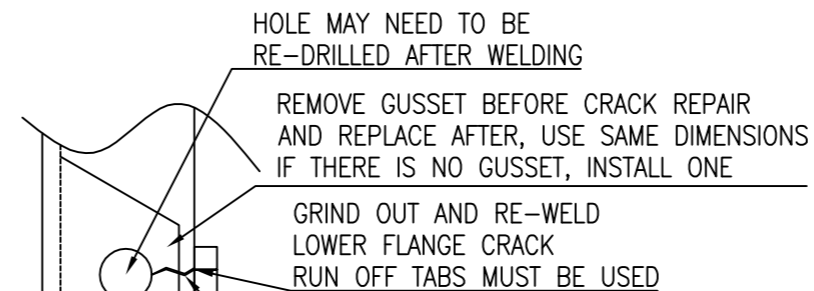 HOLE MAY NEED TO BE
RE-DRILLED AFTER WELDING
REMOVE GUSSET BEFORE CRACK REPAIR
AND REPLACE AFTER, USE SAME DIMENSIONS
IF THERE IS NO GUSSET, INSTALL ONE
GRIND OUT AND RE-WELD
LOWER FLANGE CRACK
RUN OFF TABS MUST BE USED